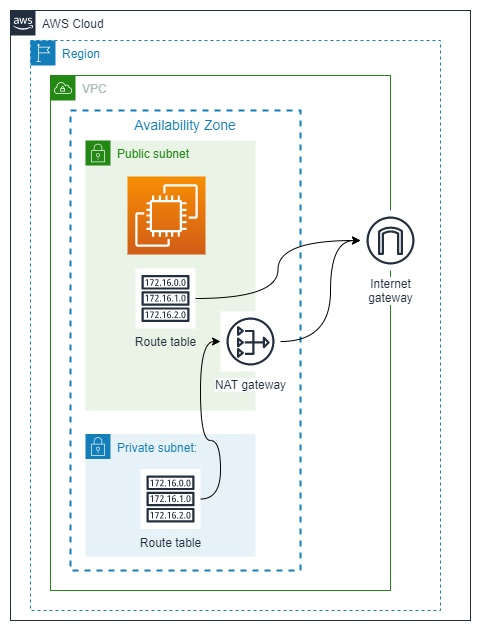 aws
AWS Cloud
Region
VPC
Availability Zone
Public subnet
172.16.0.0
172.16.1.0
172.16.2.0
Route table
Internet
gateway
NAT gateway
Private subnet:
172.16.0.0
172.16.1.0
172.16.2.0
Route table